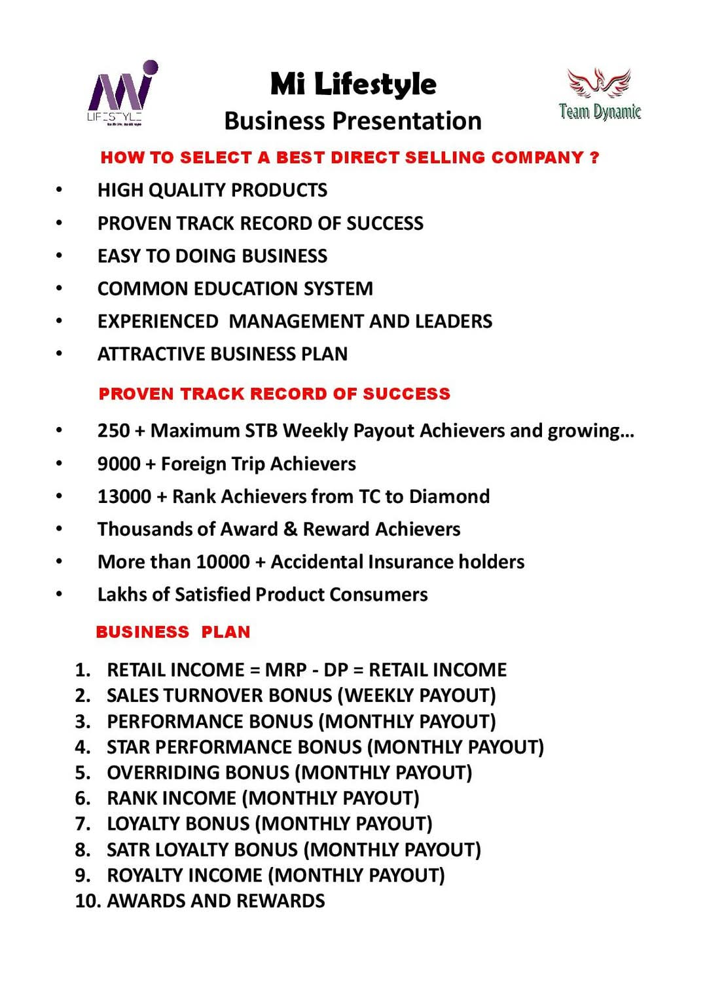 Mi Lifestyle
Business Presentation
LIFESTYLE
Team Dynamic
HOW TO SELECT A BEST DIRECT SELLING COMPANY ?
• HIGH QUALITY PRODUCTS
• PROVEN TRACK RECORD OF SUCCESS
• EASY TO DOING BUSINESS
• COMMON EDUCATION SYSTEM
• EXPERIENCED MANAGEMENT AND LEADERS
• ATTRACTIVE BUSINESS PLAN
PROVEN TRACK RECORD OF SUCCESS
• 250 + Maximum STB Weekly Payout Achievers and growing...
• 9000 + Foreign Trip Achievers
• 13000 + Rank Achievers from TC to Diamond
• Thousands of Award & Reward Achievers
• More than 10000 + Accidental Insurance holders
• Lakhs of Satisfied Product Consumers
BUSINESS PLAN
1. RETAIL INCOME = MRP - DP = RETAIL INCOME
2. SALES TURNOVER BONUS (WEEKLY PAYOUT)
3. PERFORMANCE BONUS (MONTHLY PAYOUT)
4. STAR PERFORMANCE BONUS (MONTHLY PAYOUT)
5. OVERRIDING BONUS (MONTHLY PAYOUT)
6. RANK INCOME (MONTHLY PAYOUT)
7. LOYALTY BONUS (MONTHLY PAYOUT)
8. SATR LOYALTY BONUS (MONTHLY PAYOUT)
9. ROYALTY INCOME (MONTHLY PAYOUT)
10. AWARDS AND REWARDS